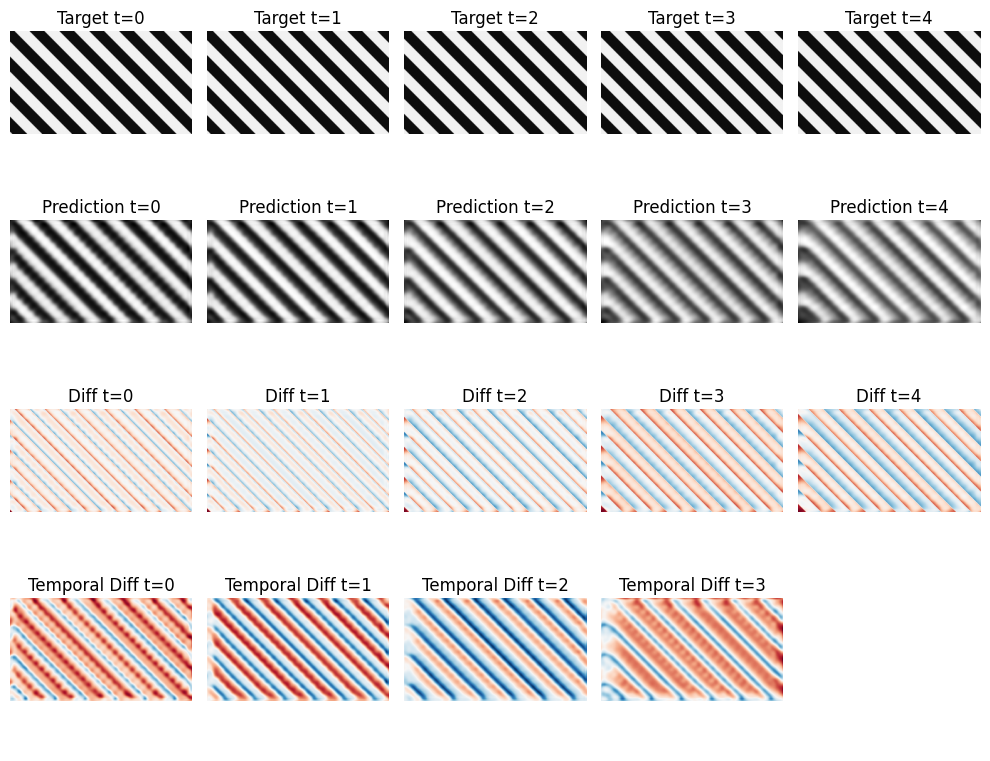 Target t=0 Target t=1 Target t=2 Target t=3 Target t=4
Prediction t=0 Prediction t=1 Prediction t=2 Prediction t=3 Prediction t=4
Diff t=0 Diff t=1 Diff t=2 Diff t=3 Diff t=4
Temporal Diff t=0 Temporal Diff t=1 Temporal Diff t=2 Temporal Diff t=3